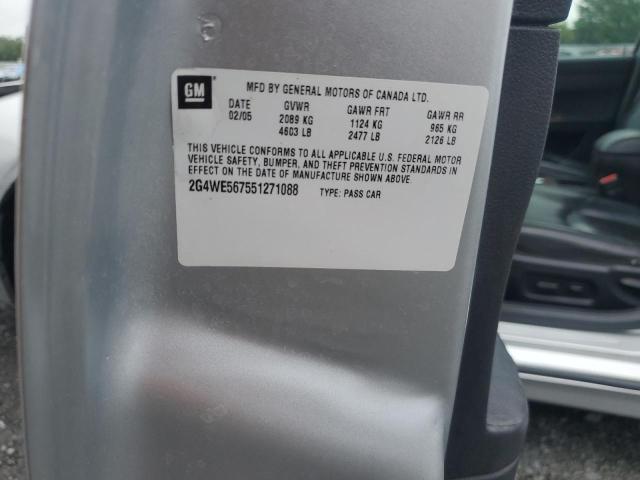 GM
MFD BY GENERAL MOTORS OF CANADA LTD.
DATE GVWR GAWR FRT GAWR RR
02/05 2089 KG 1124 KG 965 KG
4603 LB 2477 LB 2126 LB
THIS VEHICLE CONFORMS TO ALL APPLICABLE U.S. FEDERAL MOTOR
VEHICLE SAFETY, BUMPER, AND THEFT PREVENTION STANDARDS IN
EFFECT ON THE DATE OF MANUFACTURE SHOWN ABOVE.
2G4WE567551271088 TYPE: PASS CAR